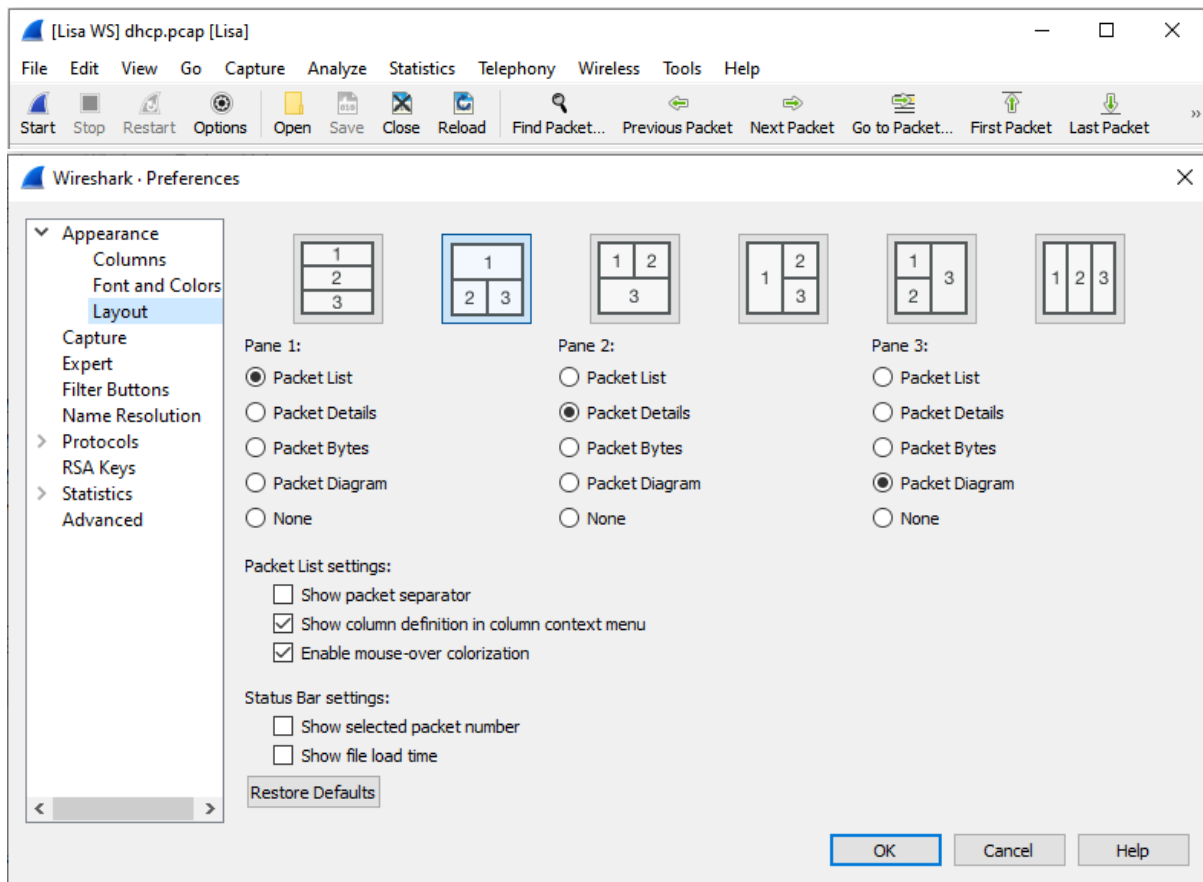 [Lisa WS] dhcp.pcap [Lisa]
File Edit View Go Capture Analyze Statistics Telephony Wireless Tools Help
Start Stop Restart Options Open Save Close Reload Find Packet... Previous Packet Next Packet Go to Packet... First Packet Last Packet »
Wireshark · Preferences
Appearance
Columns
Font and Colors
Layout
Capture
Expert
Filter Buttons
Name Resolution
Protocols
RSA Keys
Statistics
Advanced
1 2 3
1 2 3
1 2 3
1 2 3
1 2 3
1 2 3
Pane 1: Pane 2: Pane 3:
Packet List Packet List Packet List
Packet Details Packet Details Packet Details
Packet Bytes Packet Bytes Packet Bytes
Packet Diagram Packet Diagram Packet Diagram
None None None
Packet List settings:
Show packet separator
Show column definition in column context menu
Enable mouse-over colorization
Status Bar settings:
Show selected packet number
Show file load time
Restore Defaults
OK Cancel Help